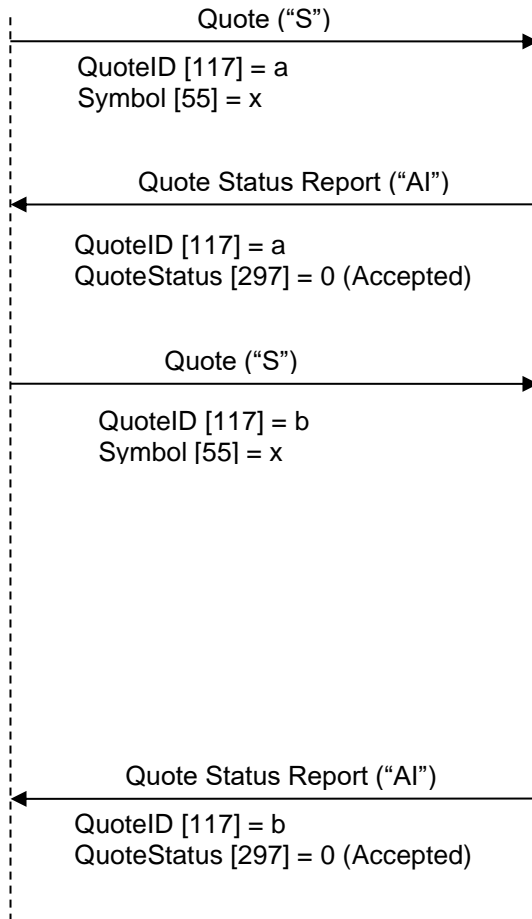 Quote (“S”)
QuoteID [117] = a
Symbol [55] = x
Quote Status Report (“AI”)
QuoteID [117] = a
QuoteStatus [297] = 0 (Accepted)
Quote (“S”)
QuoteID [117] = b
Symbol [55] = x
Quote Status Report (“AI”)
QuoteID [117] = b
QuoteStatus [297] = 0 (Accepted)